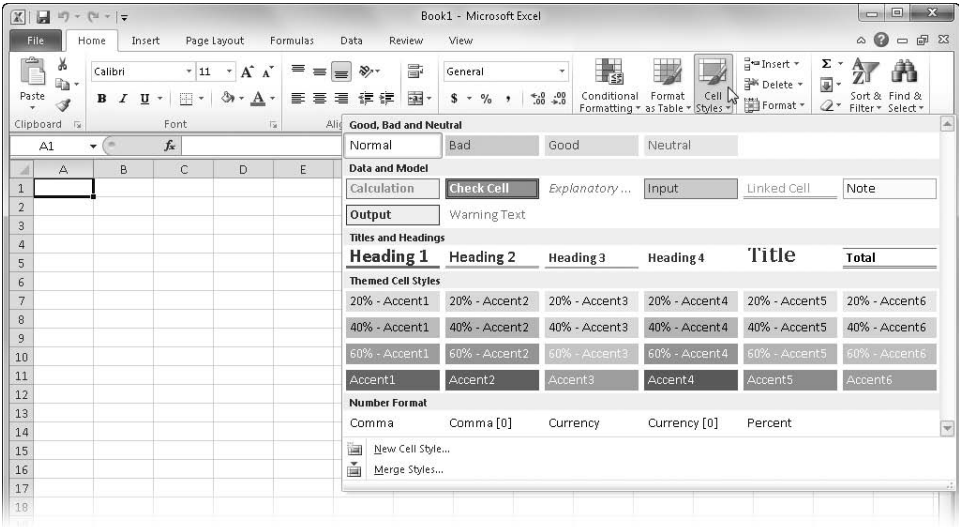 Book1 - Microsoft Excel
File Home Insert Page Layout Formulas Data Review View
Calibri 11 A A General Insert
B I U A $ % , .0 .00 .00 .0 Delete
Paste Conditional Format Cell Format Sort & Find &
Formatting as Table Styles Filter Select
Clipboard Font Alig
A1 fx
A B C D E
1
2
3
4
5
6
7
8
9
10
11
12
13
14
15
16
17
18
Good, Bad and Neutral
Normal Bad Good Neutral
Data and Model
Calculation Check Cell Explanatory ... Input Linked Cell Note
Output Warning Text
Titles and Headings
Heading 1 Heading 2 Heading 3 Heading 4 Title Total
Themed Cell Styles
20% - Accent1 20% - Accent2 20% - Accent3 20% - Accent4 20% - Accent5 20% - Accent6
40% - Accent1 40% - Accent2 40% - Accent3 40% - Accent4 40% - Accent5 40% - Accent6
60% - Accent1 60% - Accent2 60% - Accent3 60% - Accent4 60% - Accent5 60% - Accent6
Accent1 Accent2 Accent3 Accent4 Accent5 Accent6
Number Format
Comma Comma [0] Currency Currency [0] Percent
New Cell Style...
Merge Styles...